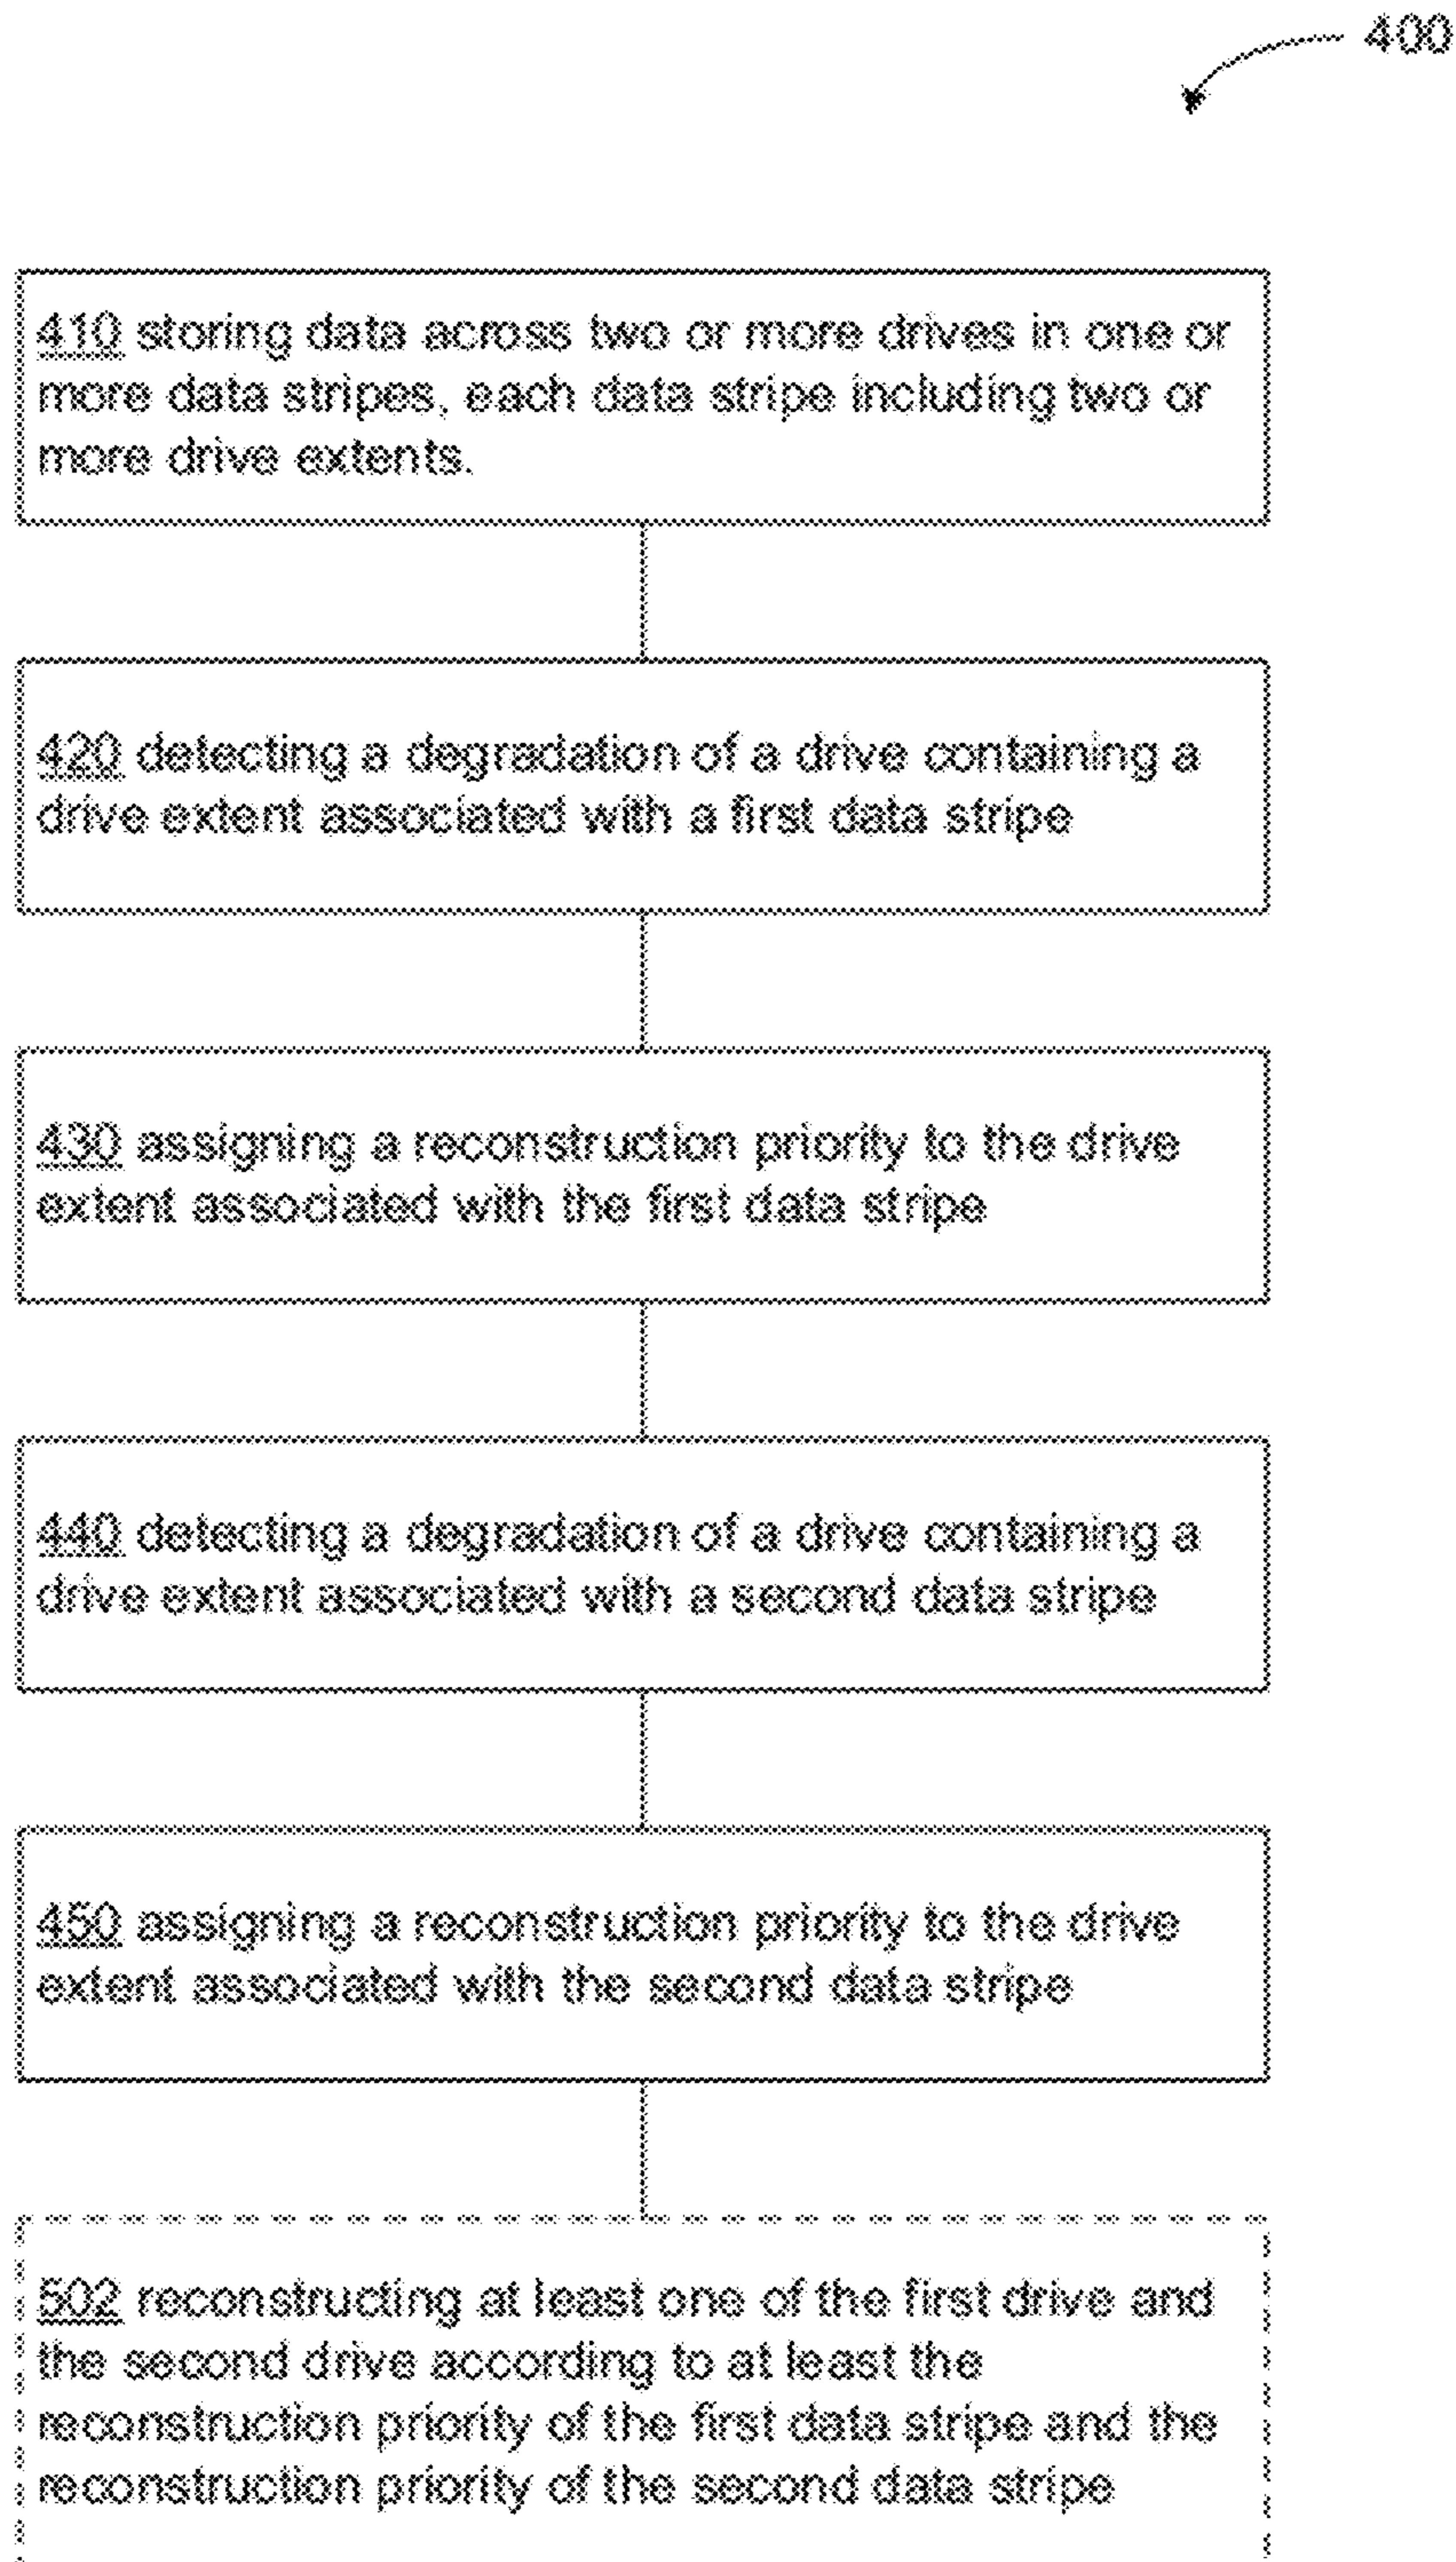 400
410 storing data across two or more drives in one or
more data stripes, each data stripe including two or
more drive extents.
420 detecting a degradation of a drive containing a
drive extent associated with a first data stripe
430 assigning a reconstruction priority to the drive
extent associated with the first data stripe
440 detecting a degradation of a drive containing a
drive extent associated with a second data stripe
450 assigning a reconstruction priority to the drive
extent associated with the second data stripe
502 reconstructing at least one of the first drive and
the second drive according to at least the
reconstruction priority of the first data stripe and the
reconstruction priority of the second data stripe